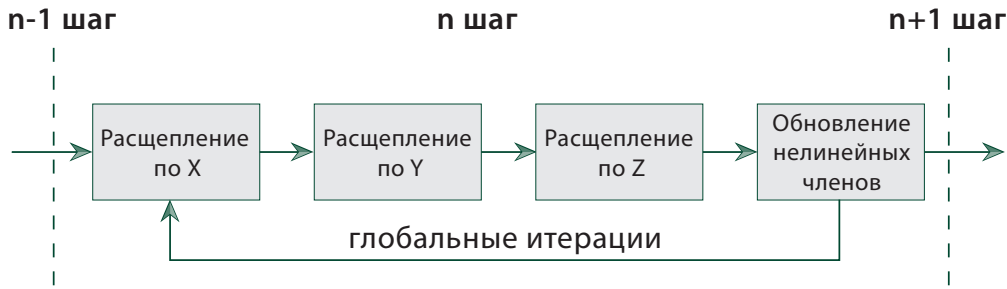 n-1 шаг
n шаг
n+1 шаг
Расщепление
по X
Расщепление
по Y
Расщепление
по Z
Обновление
нелинейных
членов
глобальные итерации